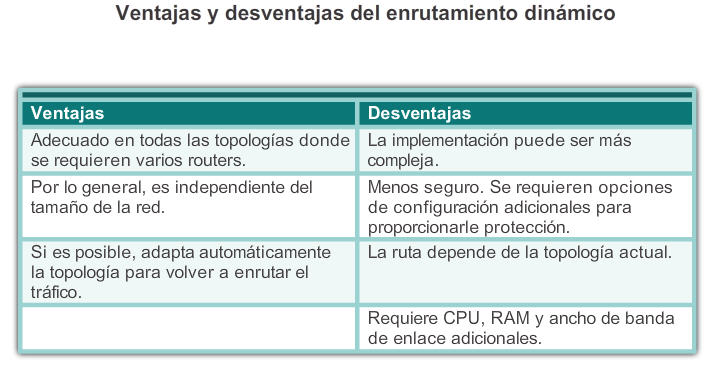 Ventajas y desventajas del enrutamiento dinámico
Ventajas
Desventajas
Adecuado en todas las topologías donde
se requieren varios routers.
La implementación puede ser más
compleja.
Por lo general, es independiente del
tamaño de la red.
Menos seguro. Se requieren opciones
de configuración adicionales para
proporcionarle protección.
Si es posible, adapta automáticamente
la topología para volver a enrutar el
tráfico.
La ruta depende de la topología actual.
Requiere CPU, RAM y ancho de banda
de enlace adicionales.